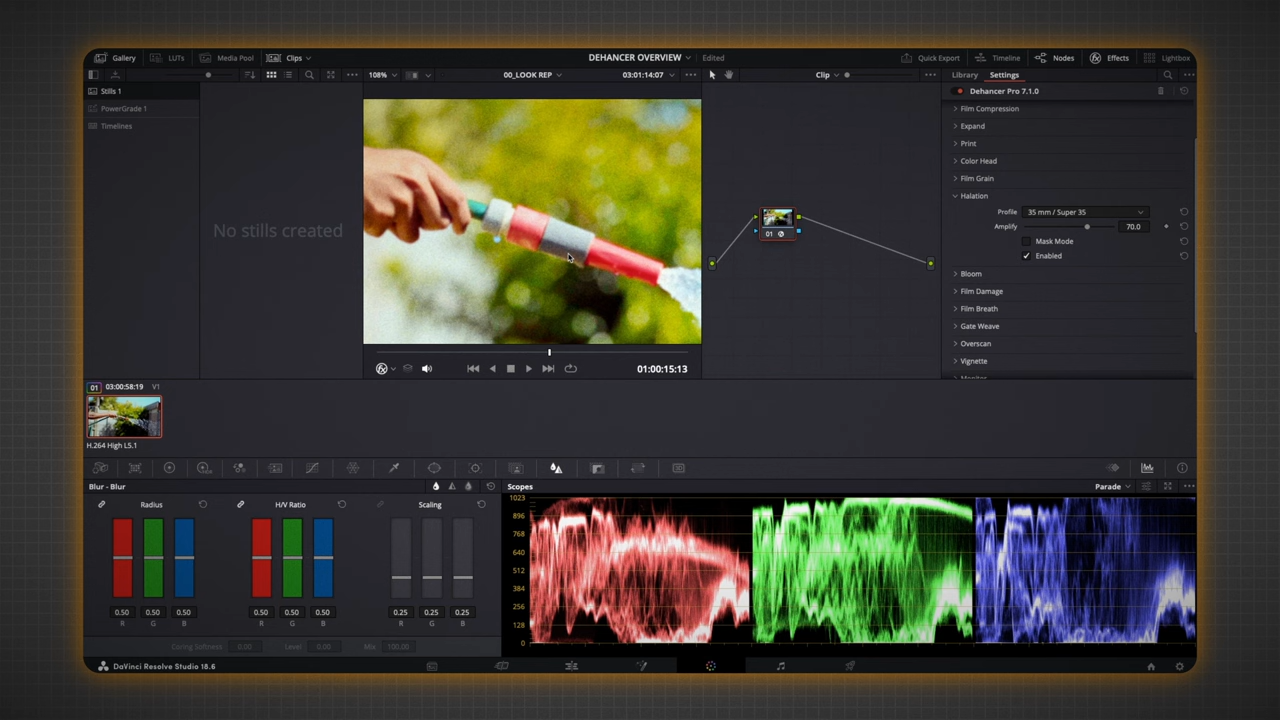 Gallery LUTs Media Pool Clips DEHANCER OVERVIEW Edited Quick Export Timeline Nodes Effects Lightbox
108% 00_LOOK REP 03:01:14:07 Clip Library Settings
Stills 1
PowerGrade 1
Timelines
No stills created
Dehancer Pro 7.1.0
Film Compression
Expand
Print
Color Head
Film Grain
Halation
Profile 35 mm / Super 35
Amplify 70.0
Mask Mode
Enabled
Bloom
Film Damage
Film Breath
Gate Weave
Overscan
Vignette
01
01:00:15:13
01 03:00:58:19 V1
H.264 High L5.1
Blur - Blur
Radius H/V Ratio Scaling
0.50 0.50 0.50 0.50 0.50 0.50 0.25 0.25 0.25
R G B R G B R G B
Coring Softness 0.00 Level 0.00 Mix 100.00
Scopes Parade
1023
896
768
640
512
384
256
128
0
DaVinci Resolve Studio 18.6